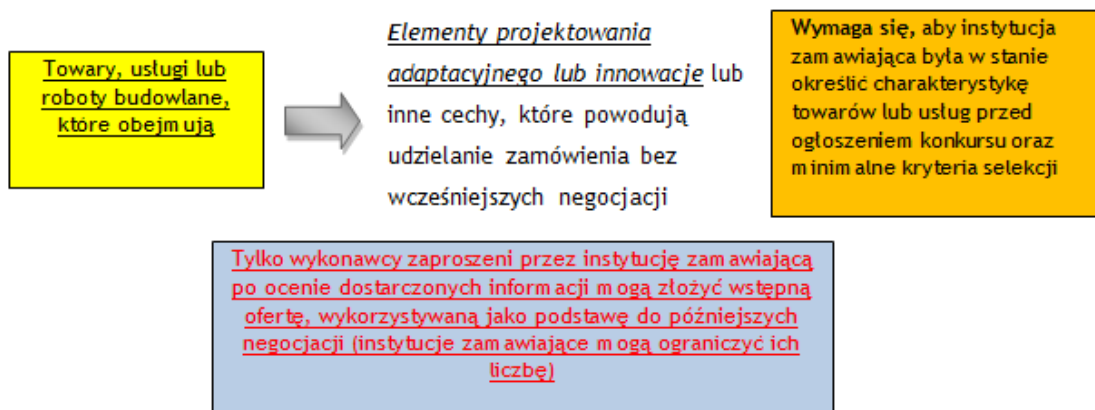 Towary, usługi lub
roboty budowlane,
które obejmują
Elementy projektowania
adaptacyjnego lub innowacje lub
inne cechy, które powodują
udzielanie zamówienia bez
wcześniejszych negocjacji
Wymaga się, aby instytucja
zamawiająca była w stanie
określić charakterystykę
towarów lub usług przed
ogłoszeniem konkursu oraz
minimalne kryteria selekcji
Tylko wykonawcy zaproszeni przez instytucję zamawiającą
po ocenie dostarczonych informacji mogą złożyć wstępną
ofertę, wykorzystywaną jako podstawę do późniejszych
negocjacji (instytucje zamawiające mogą ograniczyć ich
liczbę)